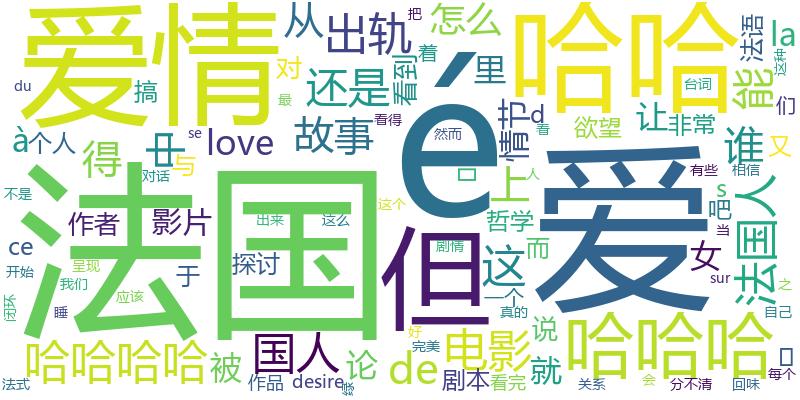 爱情
哈哈
从
出轨
把
怎么
la
法语
du
搞
对
还是
着
看到
里
这种
最
能
台词
们
à
个人
se
love
故事
看得
é
然而
看
情节
d
欲望
让
非常
谁
又
得
中
与
对话
口
人
有些
相信
不是
法国
爱
作者
影片
出来
这么
这个
但
上
哲学
s
吧
当
法国人
ce
于
探讨
剧情
这
而
女
sur
之
开始
呈现
我们
应该
一个
真的
自己
闭环
睡
国人
好
完美
电影
说
哈哈哈
口
哈哈哈哈
被
论
de
剧本
看完
就
法式
作品
desire
绿
关系
会
分不清
回味
每个